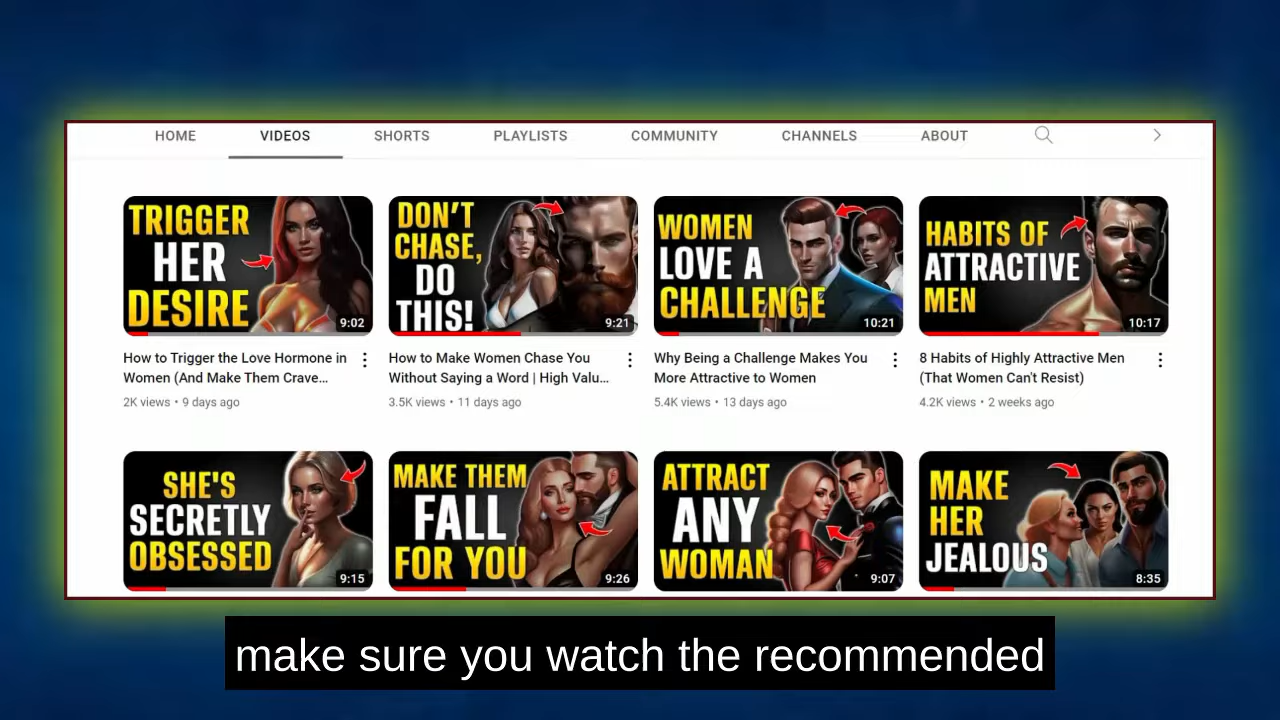 HOME VIDEOS SHORTS PLAYLISTS COMMUNITY CHANNELS ABOUT
TRIGGER
HER
DESIRE
9:02
How to Trigger the Love Hormone in
Women (And Make Them Crave...
2K views • 9 days ago
DON'T
CHASE,
DO
THIS!
9:21
How to Make Women Chase You
Without Saying a Word | High Valu...
3.5K views • 11 days ago
WOMEN
LOVE A
CHALLENGE
10:21
Why Being a Challenge Makes You
More Attractive to Women
5.4K views • 13 days ago
HABITS OF
ATTRACTIVE
MEN
10:17
8 Habits of Highly Attractive Men
(That Women Can't Resist)
4.2K views • 2 weeks ago
SHE'S
SECRETLY
OBSESSED
9:15
MAKE THEM
FALL
FOR YOU
9:26
ATTRACT
ANY
WOMAN
9:07
MAKE
HER
JEALOUS
8:35
make sure you watch the recommended